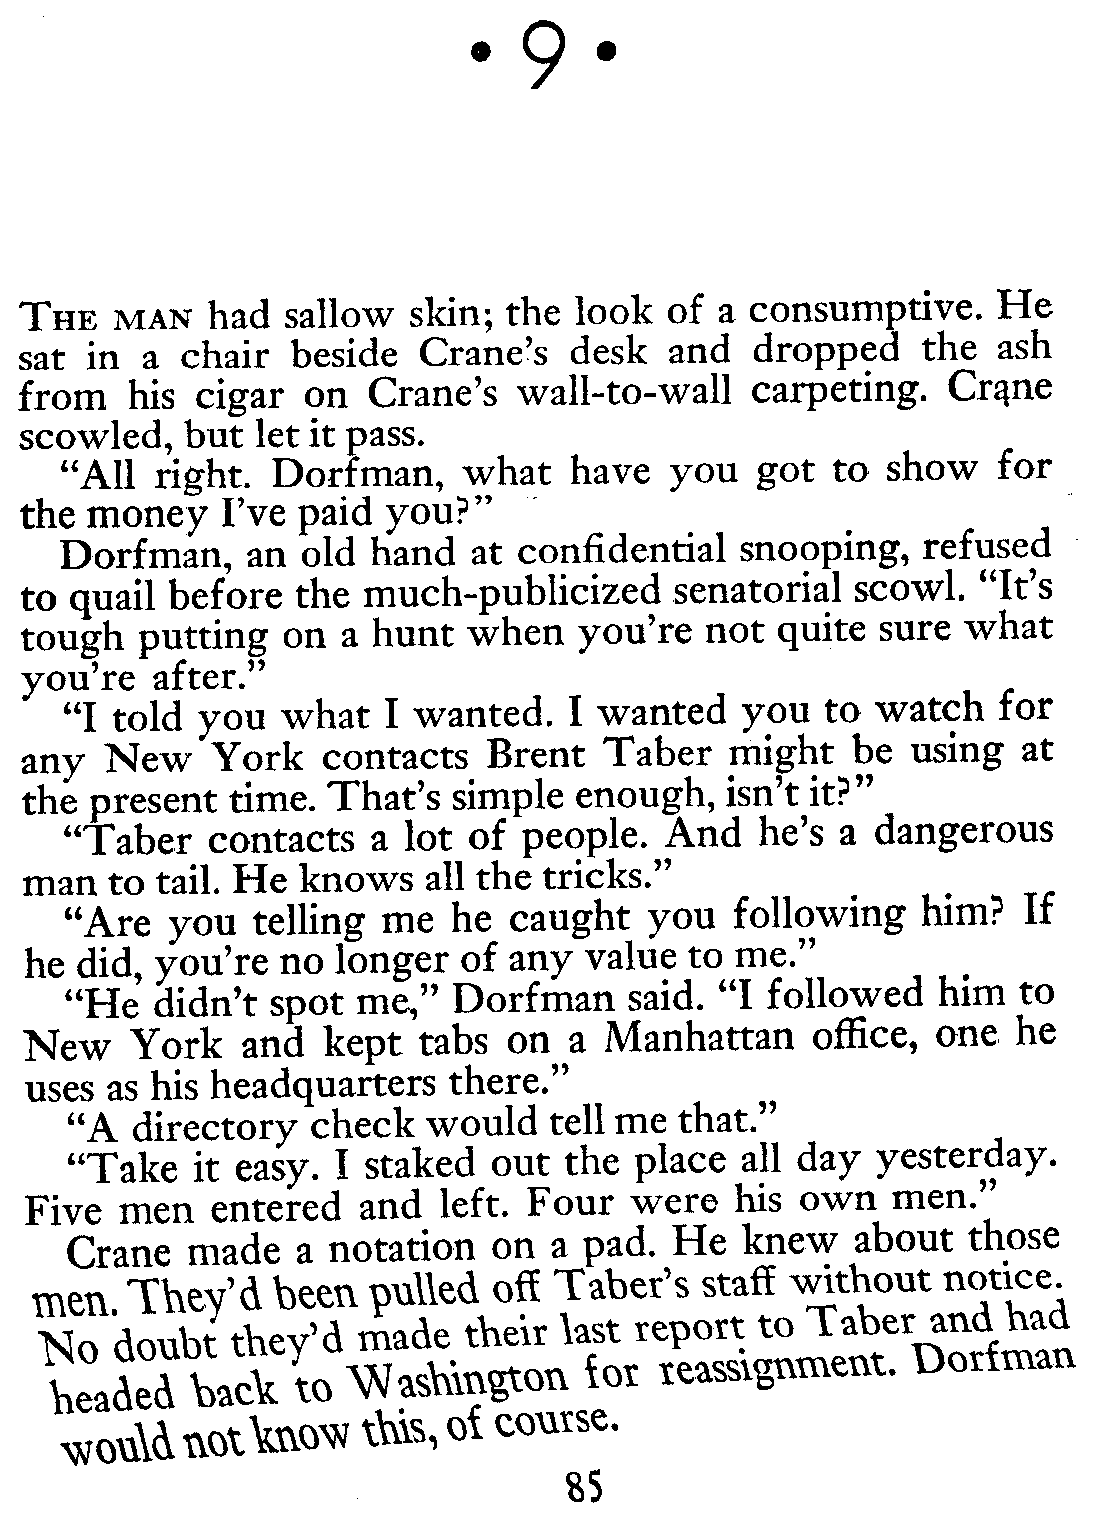 • 9 •
THE MAN had sallow skin; the look of a consumptive. He
sat in a chair beside Crane's desk and dropped the ash
from his cigar on Crane's wall-to-wall carpeting. Crane
scowled, but let it pass.
“All right. Dorfman, what have you got to show for
the money I've paid you?”
Dorfman, an old hand at confidential snooping, refused
to quail before the much-publicized senatorial scowl. “It's
tough putting on a hunt when you're not quite sure what
you're after.”
“I told you what I wanted. I wanted you to watch for
any New York contacts Brent Taber might be using at
the present time. That's simple enough, isn't it?”
“Taber contacts a lot of people. And he's a dangerous
man to tail. He knows all the tricks.”
“Are you telling me he caught you following him? If
he did, you're no longer of any value to me.”
“He didn't spot me,” Dorfman said. “I followed him to
New York and kept tabs on a Manhattan office, one he
uses as his headquarters there.”
“A directory check would tell me that.”
“Take it easy. I staked out the place all day yesterday.
Five men entered and left. Four were his own men.”
Crane made a notation on a pad. He knew about those
men. They'd been pulled off Taber's staff without notice.
No doubt they'd made their last report to Taber and had
headed back to Washington for reassignment. Dorfman
would not know this, of course.
85